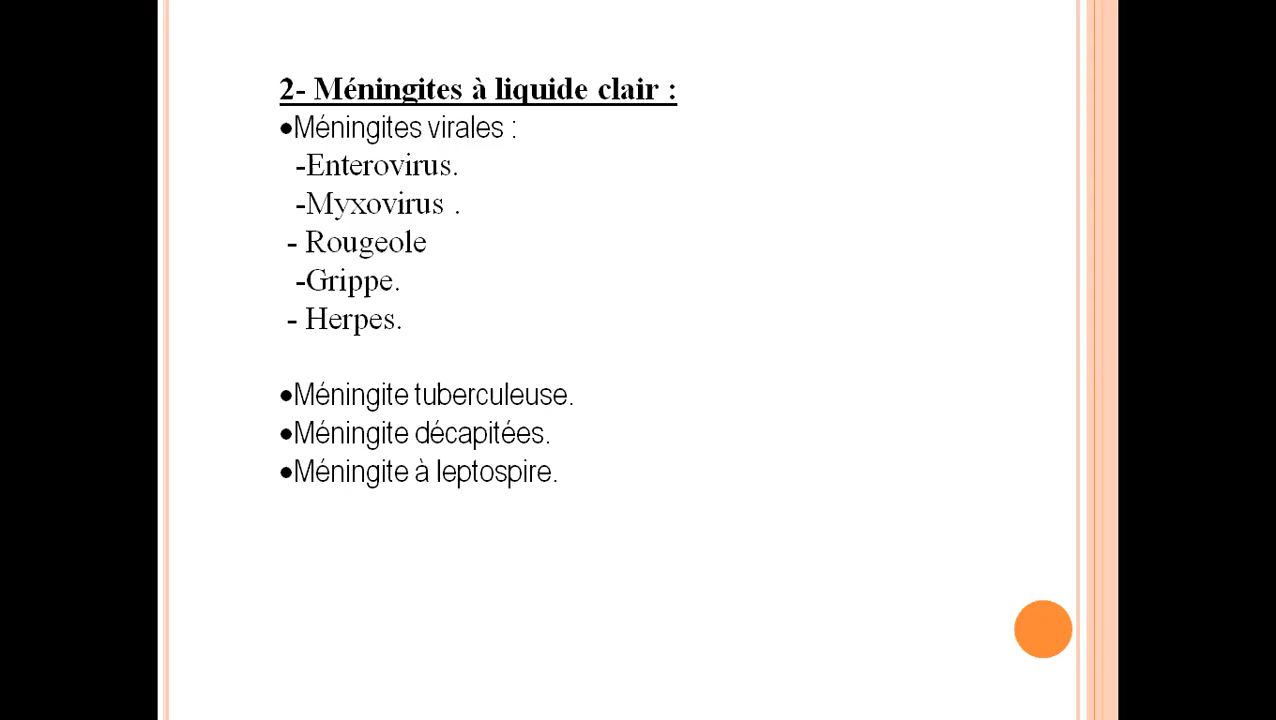 2- Méningites à liquide clair :
•Méningites virales :
-Enterovirus.
-Myxovirus .
- Rougeole
-Grippe.
- Herpes.
•Méningite tuberculeuse.
•Méningite décapitées.
•Méningite à leptospire.